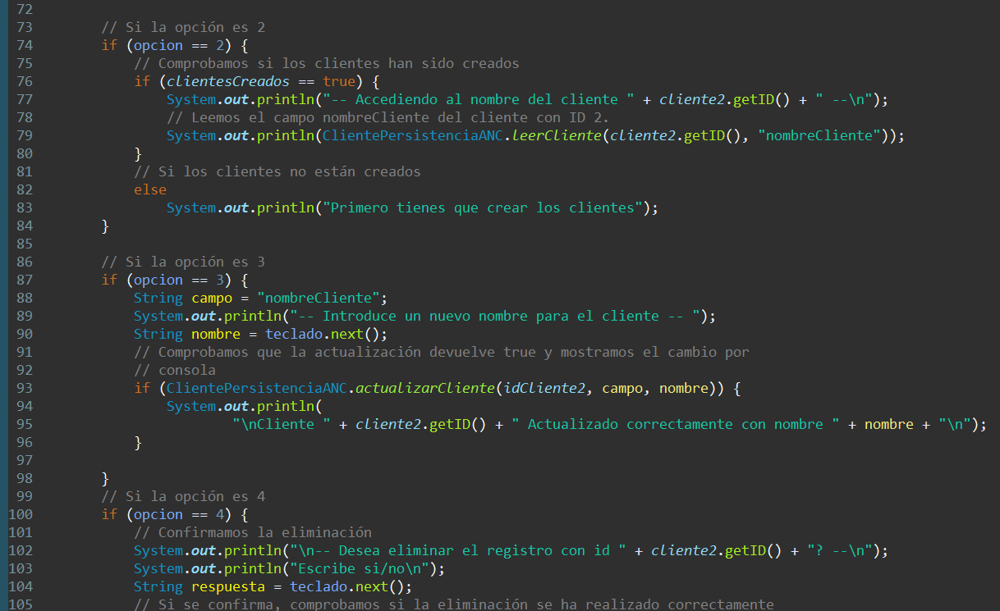 72
73 // Si la opción es 2
74 if (opcion == 2) {
75 // Comprobamos si los clientes han sido creados
76 if (clientesCreados == true) {
77 System.out.println("-- Accediendo al nombre del cliente " + cliente2.getID() + " --\n");
78 // Leemos el campo nombreCliente del cliente con ID 2.
79 System.out.println(ClientePersistenciaANC.leerCliente(cliente2.getID(), "nombreCliente"));
80 }
81 // Si los clientes no están creados
82 else
83 System.out.println("Primero tienes que crear los clientes");
84 }
85
86 // Si la opción es 3
87 if (opcion == 3) {
88 String campo = "nombreCliente";
89 System.out.println("-- Introduce un nuevo nombre para el cliente -- ");
90 String nombre = teclado.next();
91 // Comprobamos que la actualización devuelve true y mostramos el cambio por
92 // consola
93 if (ClientePersistenciaANC.actualizarCliente(idCliente2, campo, nombre)) {
94 System.out.println(
95 "\nCliente " + cliente2.getID() + " Actualizado correctamente con nombre " + nombre + "\n");
96 }
97
98 }
99 // Si la opción es 4
100 if (opcion == 4) {
101 // Confirmamos la eliminación
102 System.out.println("\n-- Desea eliminar el registro con id " + cliente2.getID() + "? --\n");
103 System.out.println("Escribe si/no\n");
104 String respuesta = teclado.next();
105 // Si se confirma, comprobamos si la eliminación se ha realizado correctamente